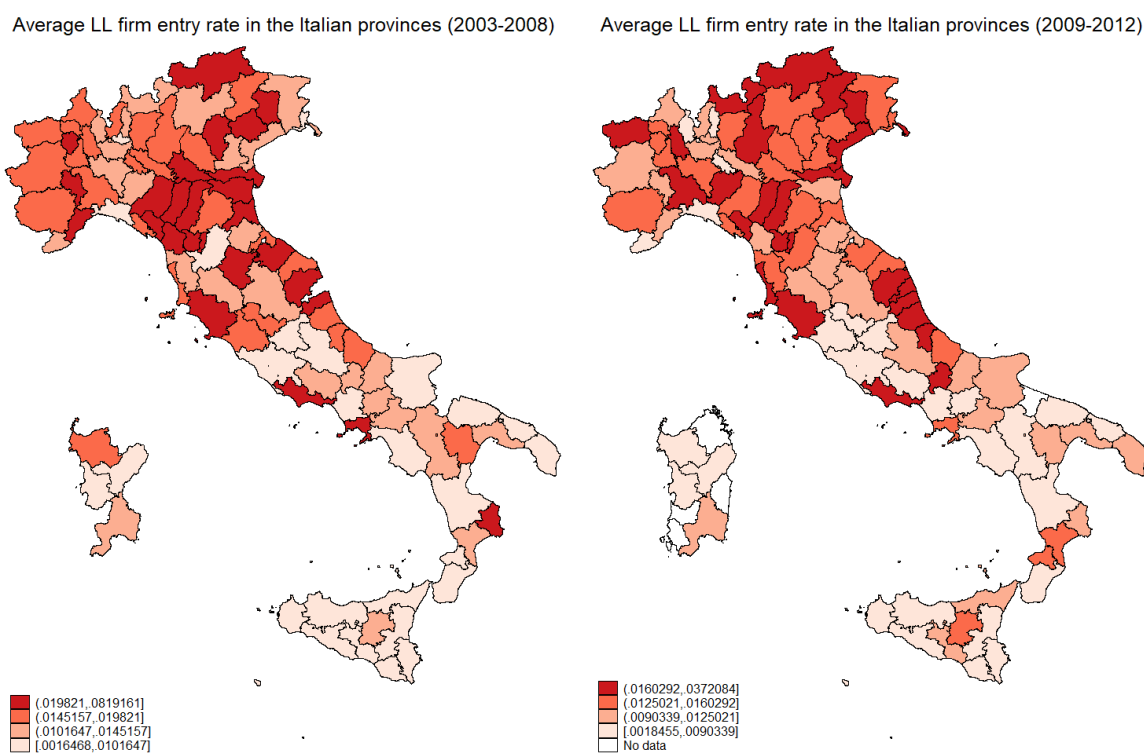 Average LL firm entry rate in the Italian provinces (2003-2008)
Average LL firm entry rate in the Italian provinces (2009-2012)
(.019821,.0819161]
(.0145157,.019821]
(.0101647,.0145157]
[.0016468,.0101647]
(.0160292,.0372084]
(.0125021,.0160292]
(.0090339,.0125021]
[.0018455,.0090339]
No data